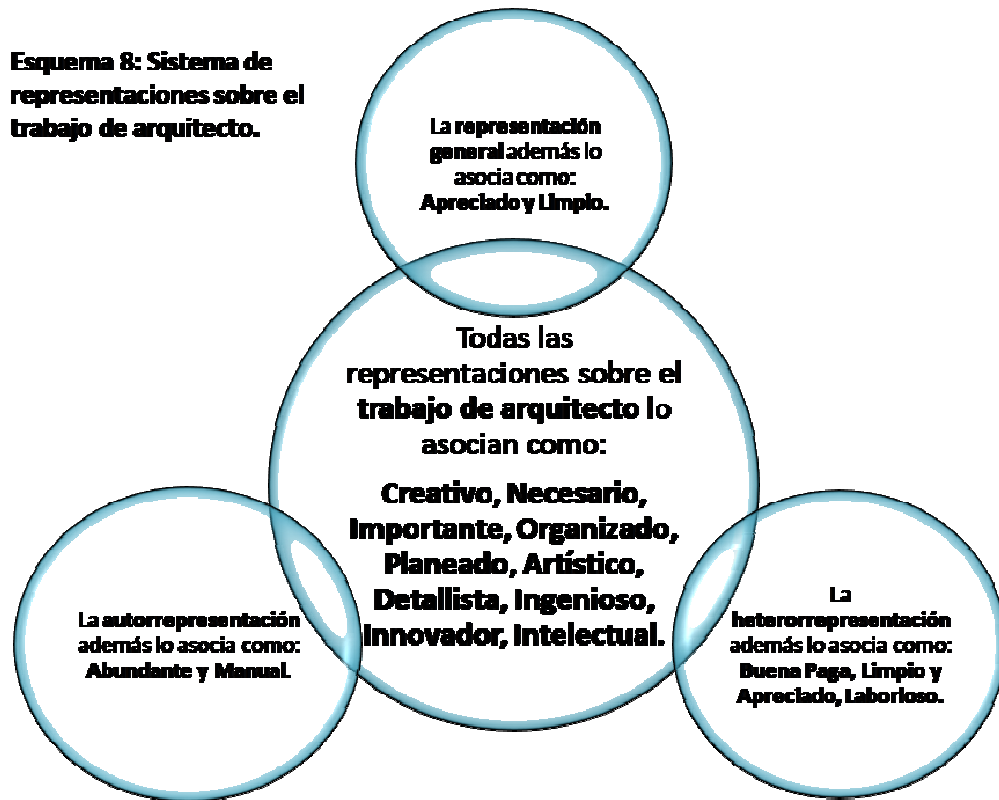 Esquema 8: Sistema de
representaciones sobre el
trabajo de arquitecto.
La representación
general además lo
asocia como:
Apreciado y Limpio.
Todas las
representaciones sobre el
trabajo de arquitecto lo
asocian como:
Creativo, Necesario,
Importante, Organizado,
Planeado, Artístico,
Detallista, Ingenioso,
Innovador, Intelectual.
La autorrepresentación
además lo asocia como:
Abundante y Manual.
La
heterorrepresentación
además lo asocia como:
Buena Paga, Limpio y
Apreciado, Laborioso.